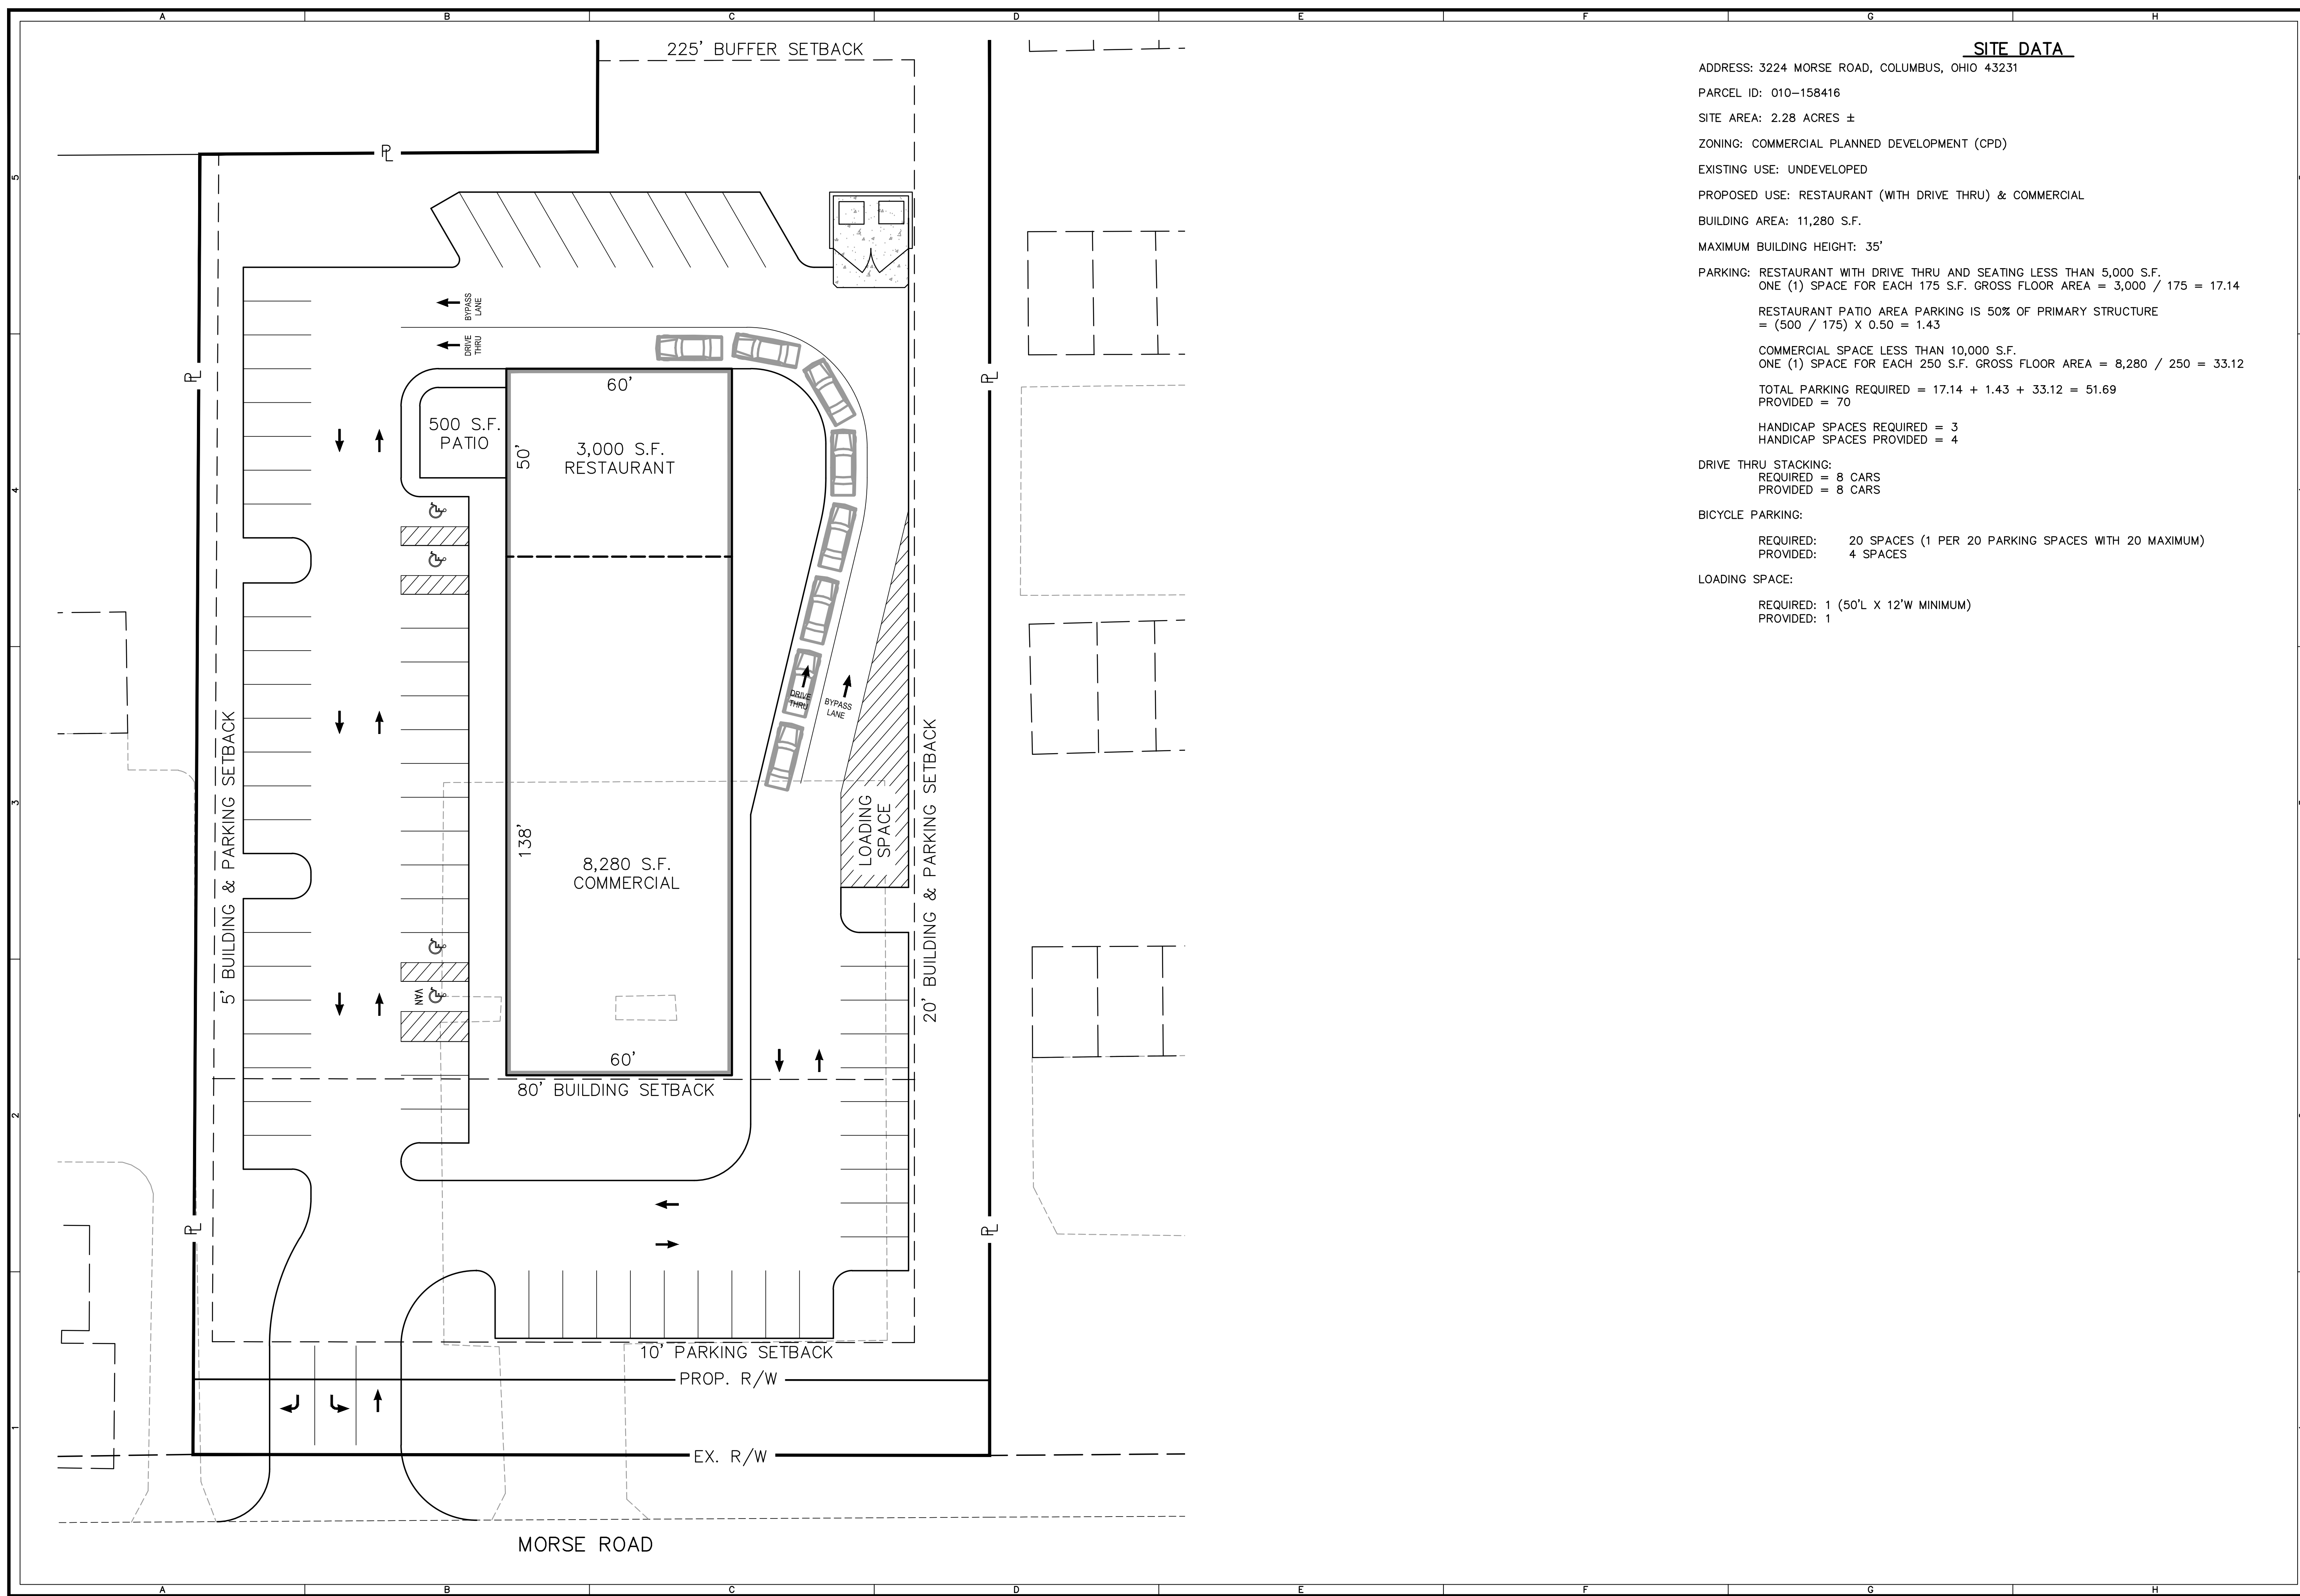 A B C D E F G H
225' BUFFER SETBACK
PL
5
BYPASS
LANE
DRIVE
THRU
60'
500 S.F.
PATIO
50'
3,000 S.F.
RESTAURANT
PL
PL
4
DRIVE
THRU
BYPASS
LANE
5' BUILDING & PARKING SETBACK
20' BUILDING & PARKING SETBACK
LOADING
SPACE
3
138'
8,280 S.F.
COMMERCIAL
VAN
60'
80' BUILDING SETBACK
2
PL
PL
10' PARKING SETBACK
PROP. R/W
1
EX. R/W
MORSE ROAD
A B C D E F G H
SITE DATA
ADDRESS: 3224 MORSE ROAD, COLUMBUS, OHIO 43231
PARCEL ID: 010-158416
SITE AREA: 2.28 ACRES ±
ZONING: COMMERCIAL PLANNED DEVELOPMENT (CPD)
EXISTING USE: UNDEVELOPED
PROPOSED USE: RESTAURANT (WITH DRIVE THRU) & COMMERCIAL
BUILDING AREA: 11,280 S.F.
MAXIMUM BUILDING HEIGHT: 35'
PARKING: RESTAURANT WITH DRIVE THRU AND SEATING LESS THAN 5,000 S.F.
ONE (1) SPACE FOR EACH 175 S.F. GROSS FLOOR AREA = 3,000 / 175 = 17.14
RESTAURANT PATIO AREA PARKING IS 50% OF PRIMARY STRUCTURE
= (500 / 175) X 0.50 = 1.43
COMMERCIAL SPACE LESS THAN 10,000 S.F.
ONE (1) SPACE FOR EACH 250 S.F. GROSS FLOOR AREA = 8,280 / 250 = 33.12
TOTAL PARKING REQUIRED = 17.14 + 1.43 + 33.12 = 51.69
PROVIDED = 70
HANDICAP SPACES REQUIRED = 3
HANDICAP SPACES PROVIDED = 4
DRIVE THRU STACKING:
REQUIRED = 8 CARS
PROVIDED = 8 CARS
BICYCLE PARKING:
REQUIRED: 20 SPACES (1 PER 20 PARKING SPACES WITH 20 MAXIMUM)
PROVIDED: 4 SPACES
LOADING SPACE:
REQUIRED: 1 (50'L X 12'W MINIMUM)
PROVIDED: 1